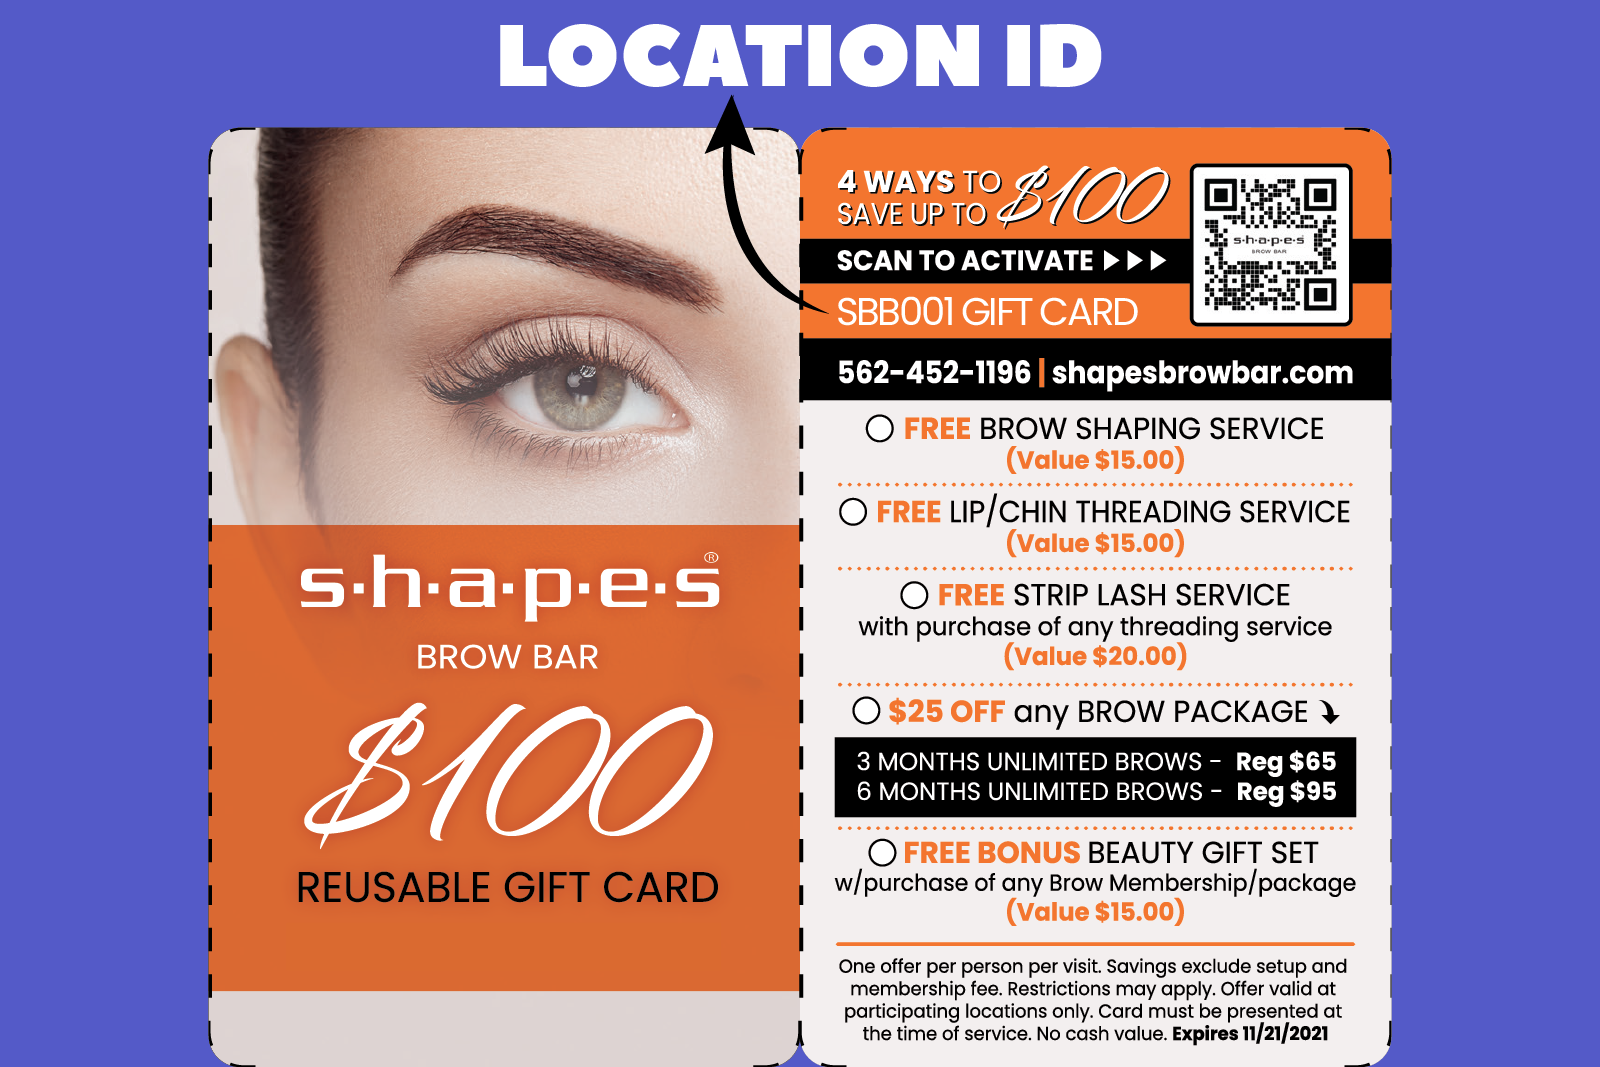 LOCATION ID
s·h·a·p·e·s®
BROW BAR
$100
REUSABLE GIFT CARD
4 WAYS TO $100
SAVE UP TO
SCAN TO ACTIVATE
s·h·a·p·e·s
BROW BAR
SBB001 GIFT CARD
562-452-1196 | shapesbrowbar.com
FREE BROW SHAPING SERVICE
(Value $15.00)
FREE LIP/CHIN THREADING SERVICE
(Value $15.00)
FREE STRIP LASH SERVICE
with purchase of any threading service
(Value $20.00)
$25 OFF any BROW PACKAGE
3 MONTHS UNLIMITED BROWS - Reg $65
6 MONTHS UNLIMITED BROWS - Reg $95
FREE BONUS BEAUTY GIFT SET
w/purchase of any Brow Membership/package
(Value $15.00)
One offer per person per visit. Savings exclude setup and
membership fee. Restrictions may apply. Offer valid at
participating locations only. Card must be presented at
the time of service. No cash value. Expires 11/21/2021